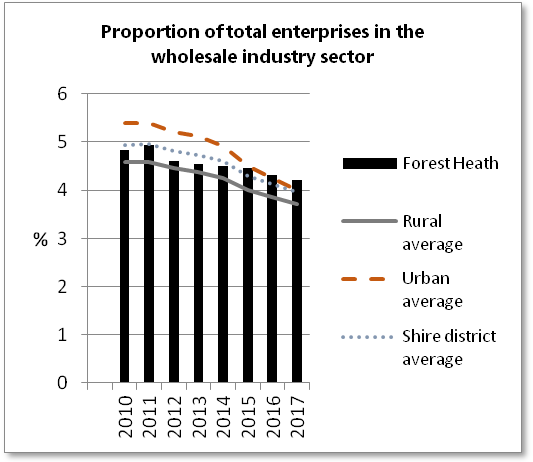 Proportion of total enterprises in the
wholesale industry sector
6
5
4
3
2
1
0
%
2010
2011
2012
2013
2014
2015
2016
2017
Forest Heath
Rural
average
Urban
average
Shire district
average